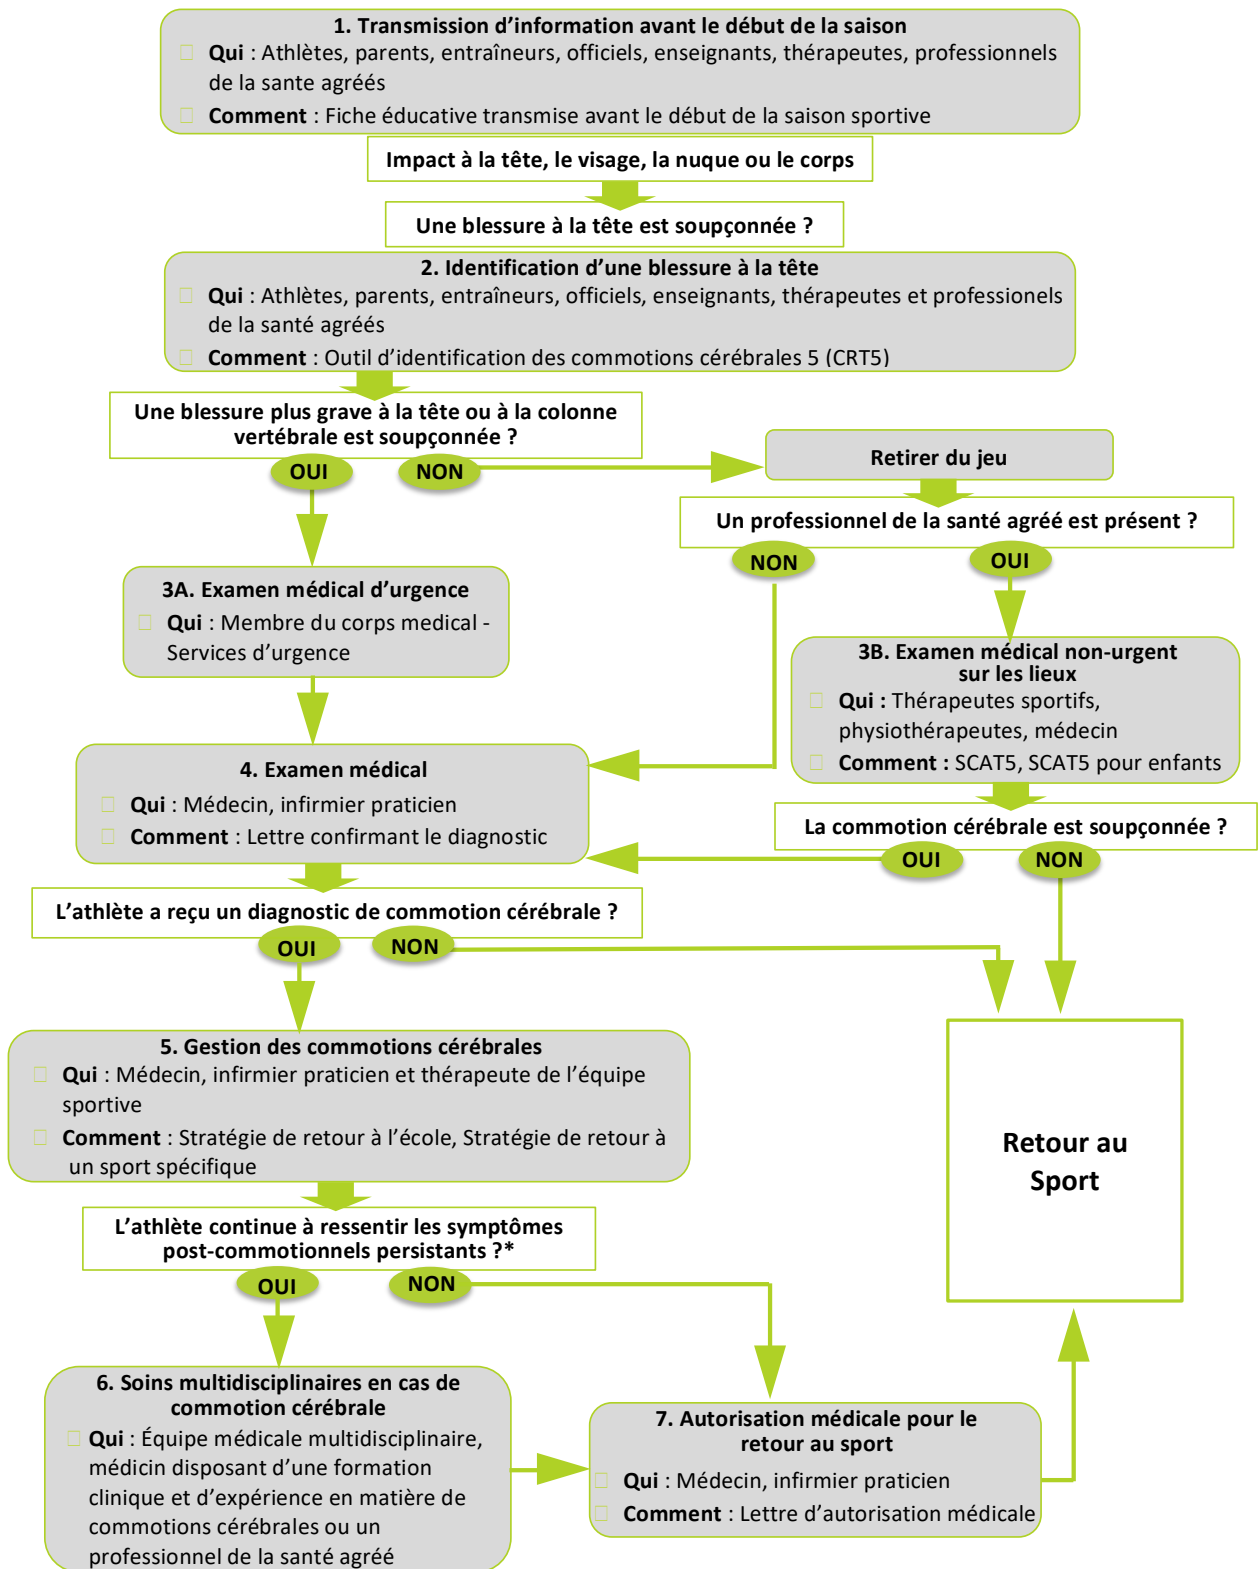 1. Transmission d’information avant le début de la saison
Qui : Athlètes, parents, entraîneurs, officiels, enseignants, thérapeutes, professionnels
de la sante agréés
Comment : Fiche éducative transmise avant le début de la saison sportive
Impact à la tête, le visage, la nuque ou le corps
Une blessure à la tête est soupçonnée ?
2. Identification d’une blessure à la tête
Qui : Athlètes, parents, entraîneurs, officiels, enseignants, thérapeutes et professionels
de la santé agréés
Comment : Outil d’identification des commotions cérébrales 5 (CRT5)
Une blessure plus grave à la tête ou à la colonne
vertébrale est soupçonnée ?
OUI
NON
Retirer du jeu
Un professionnel de la santé agréé est présent ?
NON
OUI
3A. Examen médical d’urgence
Qui : Membre du corps medical -
Services d’urgence
3B. Examen médical non-urgent
sur les lieux
Qui : Thérapeutes sportifs,
physiothérapeutes, médecin
Comment : SCAT5, SCAT5 pour enfants
4. Examen médical
Qui : Médecin, infirmier praticien
Comment : Lettre confirmant le diagnostic
La commotion cérébrale est soupçonnée ?
OUI
NON
L’athlète a reçu un diagnostic de commotion cérébrale ?
OUI
NON
5. Gestion des commotions cérébrales
Qui : Médecin, infirmier praticien et thérapeute de l’équipe
sportive
Comment : Stratégie de retour à l’école, Stratégie de retour à
un sport spécifique
Retour au
Sport
L’athlète continue à ressentir les symptômes
post-commotionnels persistants ?*
OUI
NON
6. Soins multidisciplinaires en cas de
commotion cérébrale
Qui : Équipe médicale multidisciplinaire,
médicin disposant d’une formation
clinique et d’expérience en matière de
commotions cérébrales ou un
professionnel de la santé agréé
7. Autorisation médicale pour le
retour au sport
Qui : Médecin, infirmier praticien
Comment : Lettre d’autorisation médicale